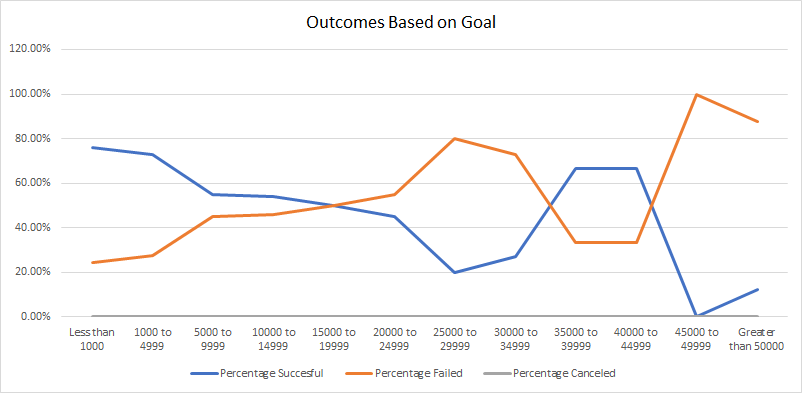 Outcomes Based on Goal
120.00%
100.00%
80.00%
60.00%
40.00%
20.00%
0.00%
Less than 1000
1000 to 4999
5000 to 9999
10000 to 14999
15000 to 19999
20000 to 24999
25000 to 29999
30000 to 34999
35000 to 39999
40000 to 44999
45000 to 49999
Greater than 50000
Percentage Succesful
Percentage Failed
Percentage Canceled